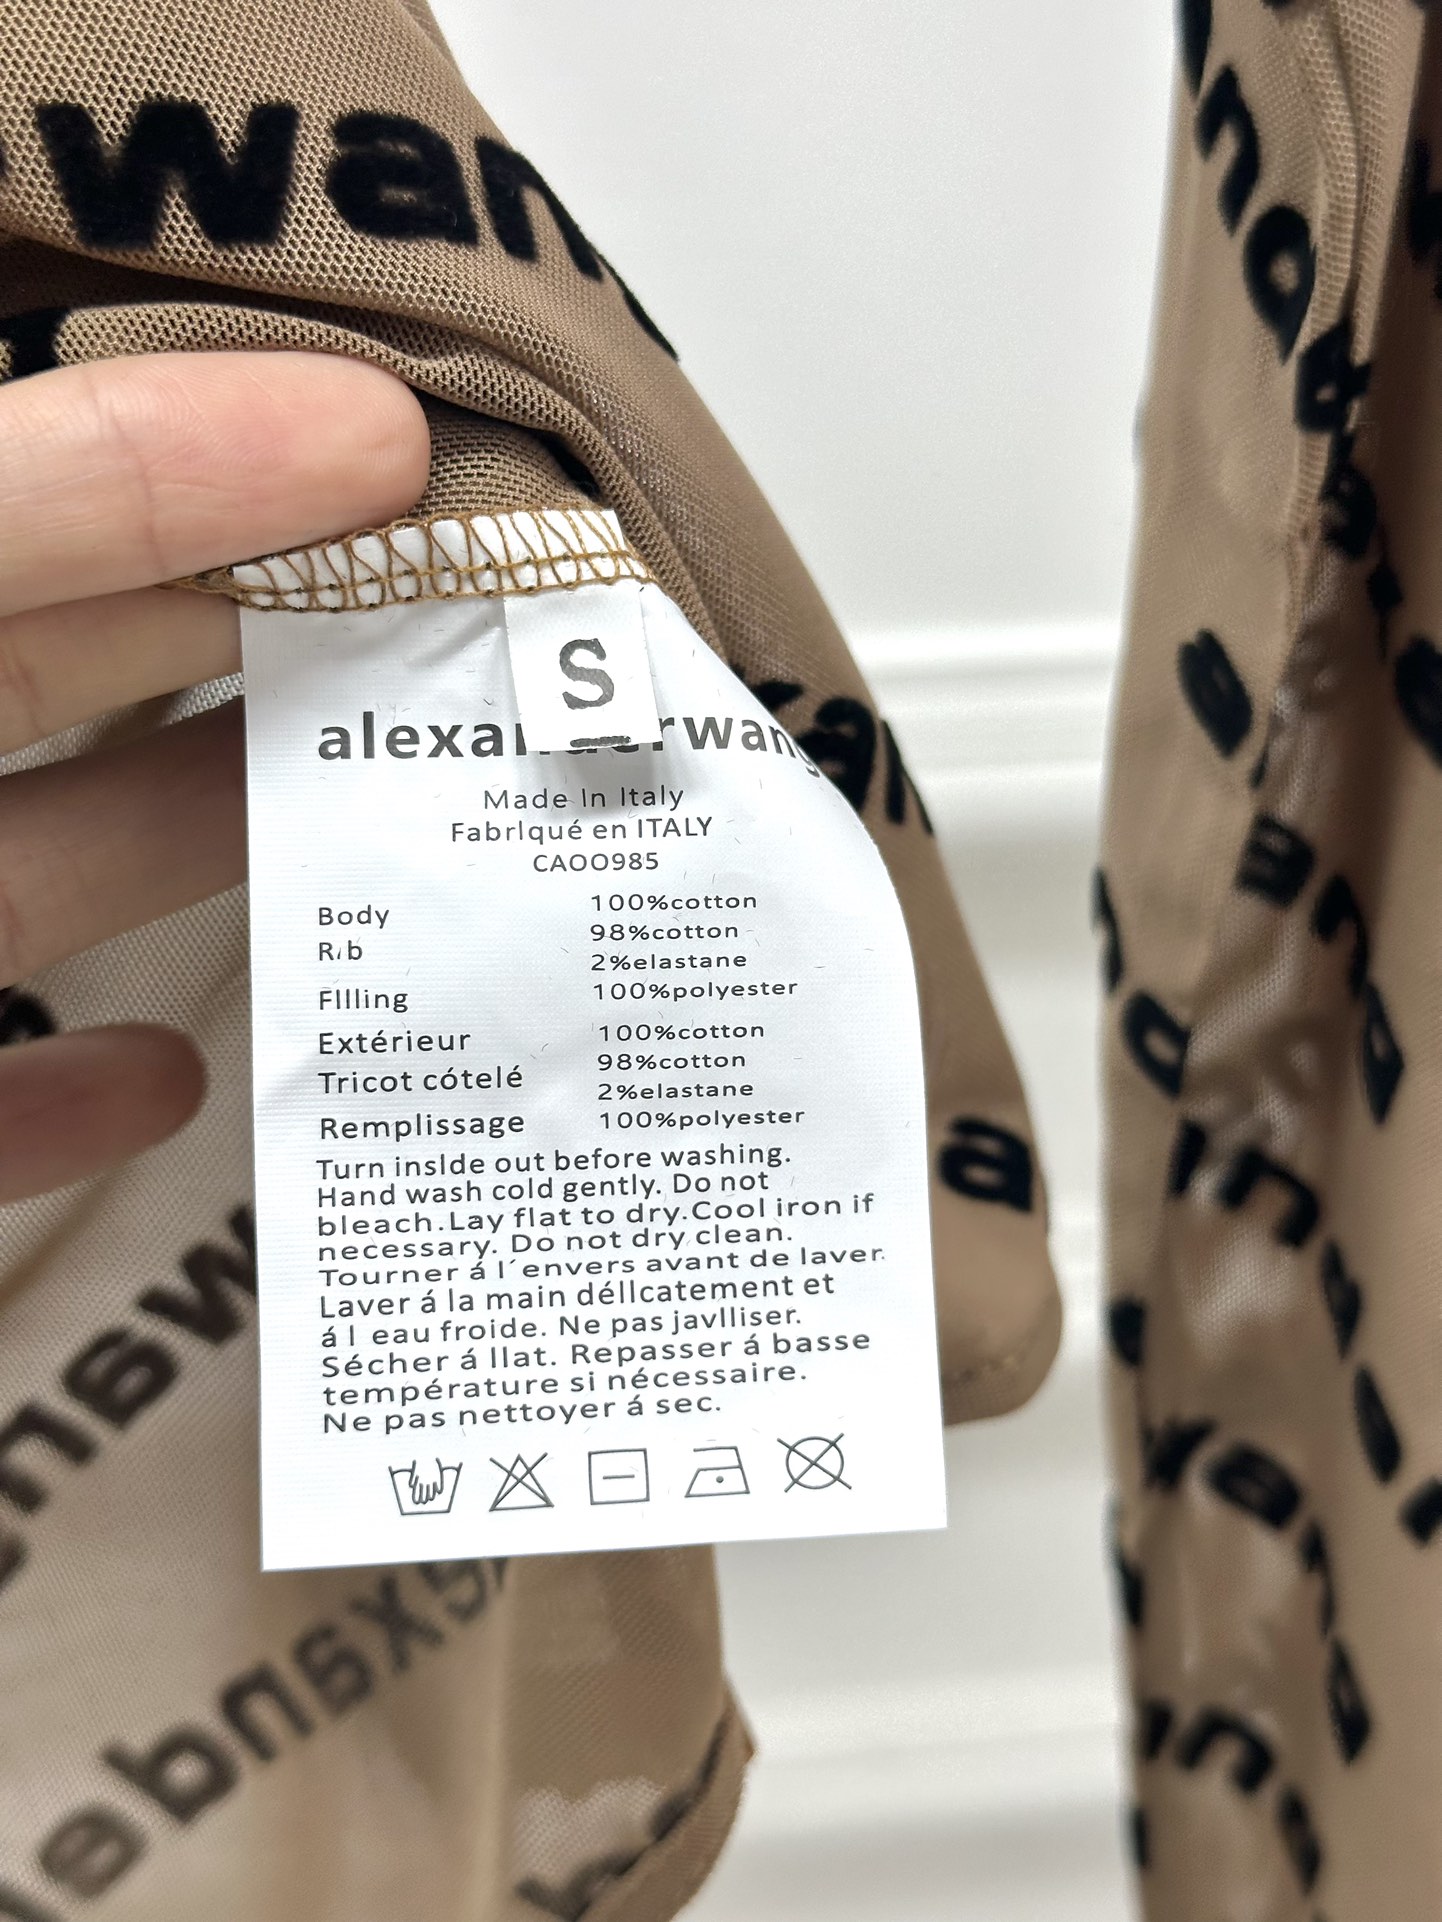 wang
S
alexanderwang
Made In Italy
Fabrlqué en ITALY
CAOO985
Body 100%cotton
Rib 98%cotton
2%elastane
FIlling 100%polyester
Extérieur 100%cotton
Tricot cótelé 98%cotton
2%elastane
Remplissage 100%polyester
Turn inslde out before washing.
Hand wash cold gently. Do not
bleach.Lay flat to dry.Cool iron if
necessary. Do not dry clean.
Tourner á l´envers avant de laver.
Laver á la main déllcatement et
á l eau froide. Ne pas javlliser.
Sécher á llat. Repasser á basse
température si nécessaire.
Ne pas nettoyer á sec.